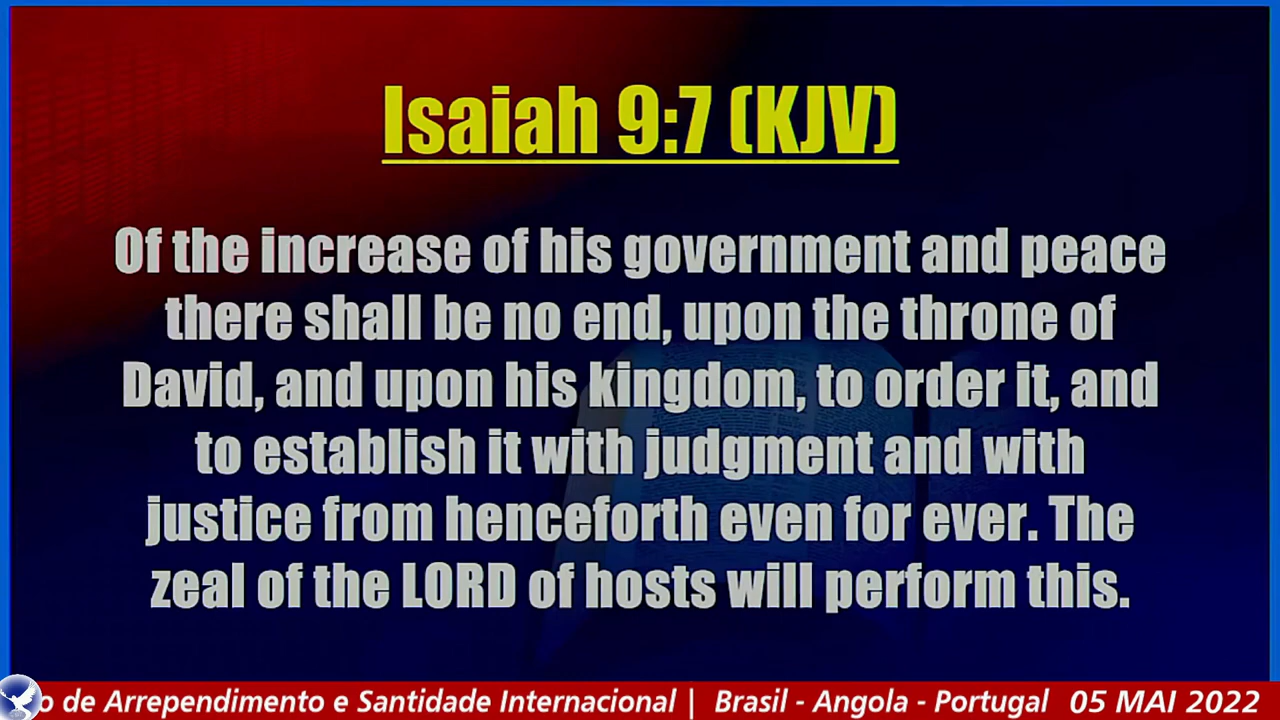 Isaiah 9:7 (KJV)
Of the increase of his government and peace
there shall be no end, upon the throne of
David, and upon his kingdom, to order it, and
to establish it with judgment and with
justice from henceforth even for ever. The
zeal of the LORD of hosts will perform this.
o de Arrependimento e Santidade Internacional | Brasil - Angola - Portugal 05 MAI 2022